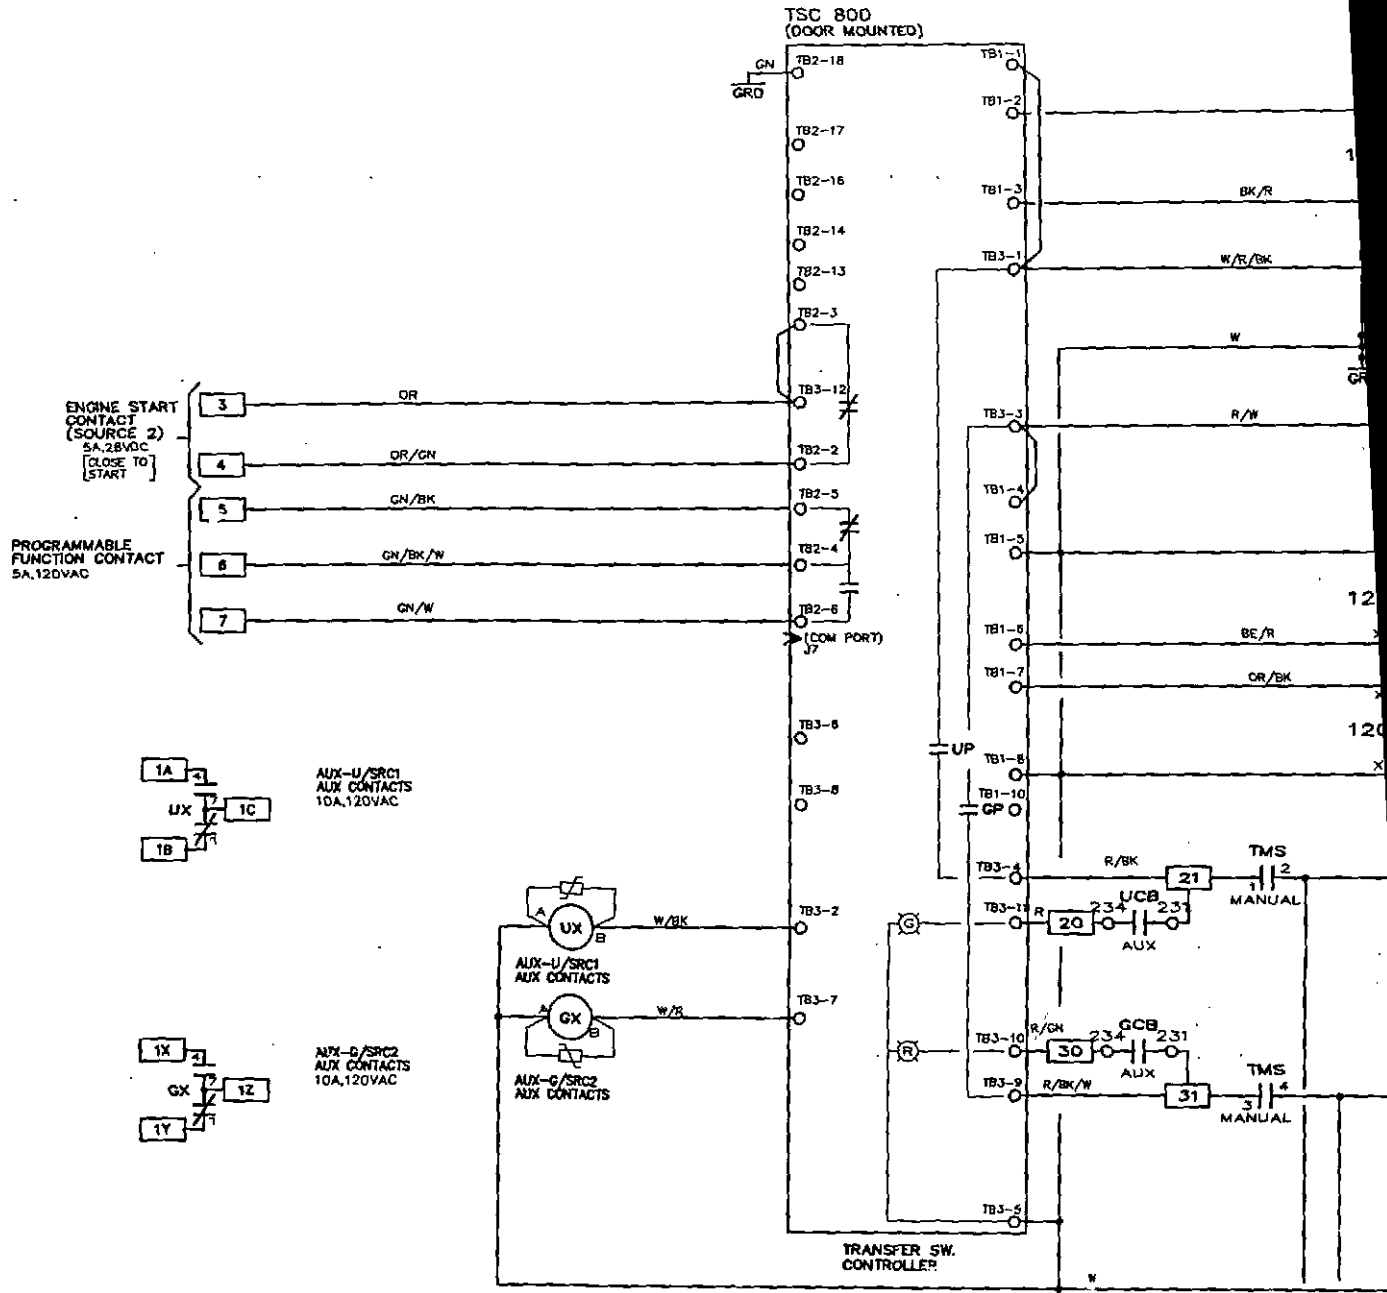 TSC 800
(DOOR MOUNTED)
GN
GRD
TB2-18
TB1-1
TB1-2
TB2-17
TB2-16
TB1-3
BK/R
TB2-14
TB3-1
W/R/BK
TB2-13
TB2-3
W
ENGINE START
CONTACT
(SOURCE 2)
5A,28VDC
[CLOSE TO
START]
3
OR
TB3-12
TB3-3
R/W
4
OR/GN
TB2-2
TB1-4
5
GN/BK
TB2-5
TB1-5
PROGRAMMABLE
FUNCTION CONTACT
5A,120VAC
6
GN/BK/W
TB2-4
7
GN/W
TB2-6
(COM PORT)
J7
TB1-6
BE/R
TB1-7
OR/BK
TB3-6
UP
TB1-8
TB1-10
GP
TB3-8
1A
4
UX
7
1C
1B
1
AUX-U/SRC1
AUX CONTACTS
10A,120VAC
TB3-4
R/BK
21
TMS
1
2
MANUAL
TB3-11
R
20
234
UCB
231
AUX
G
A
UX
B
W/BK
TB3-2
AUX-U/SRC1
AUX CONTACTS
A
GX
B
W/R
TB3-7
AUX-G/SRC2
AUX CONTACTS
R
TB3-10
R/GN
30
234
GCB
231
AUX
TB3-9
R/BK/W
31
TMS
3
4
MANUAL
1X
4
GX
7
1Z
1Y
1
AUX-G/SRC2
AUX CONTACTS
10A,120VAC
TB3-5
TRANSFER SW.
CONTROLLER
W